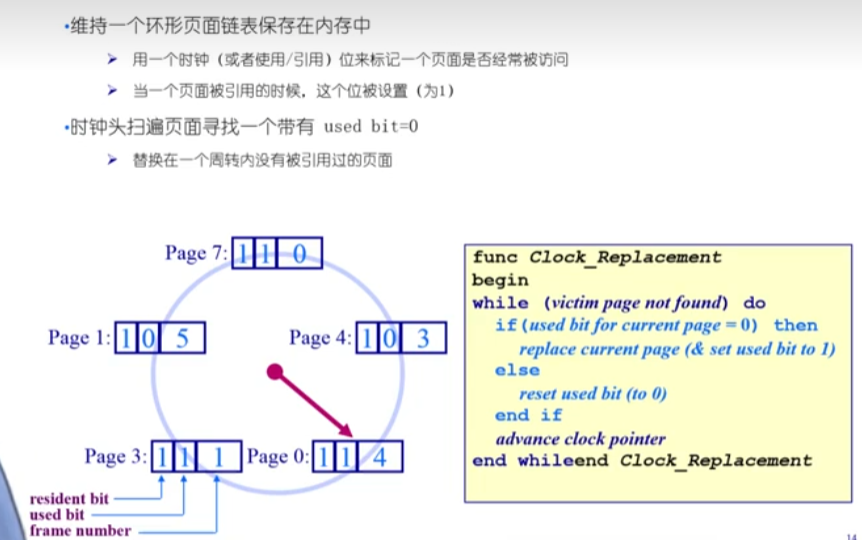 •维持一个环形页面链表保存在内存中
➢ 用一个时钟（或者使用/引用）位来标记一个页面是否经常被访问
➢ 当一个页面被引用的时候，这个位被设置（为1）
•时钟头扫遍页面寻找一个带有 used bit=0
➢ 替换在一个周转内没有被引用过的页面
Page 7: 1 1 0
Page 1: 1 0 5
Page 4: 1 0 3
Page 3: 1 1 1
Page 0: 1 1 4
resident bit
used bit
frame number
func Clock_Replacement
begin
while (victim page not found) do
if(used bit for current page = 0) then
replace current page (& set used bit to 1)
else
reset used bit (to 0)
end if
advance clock pointer
end whileend Clock_Replacement
14